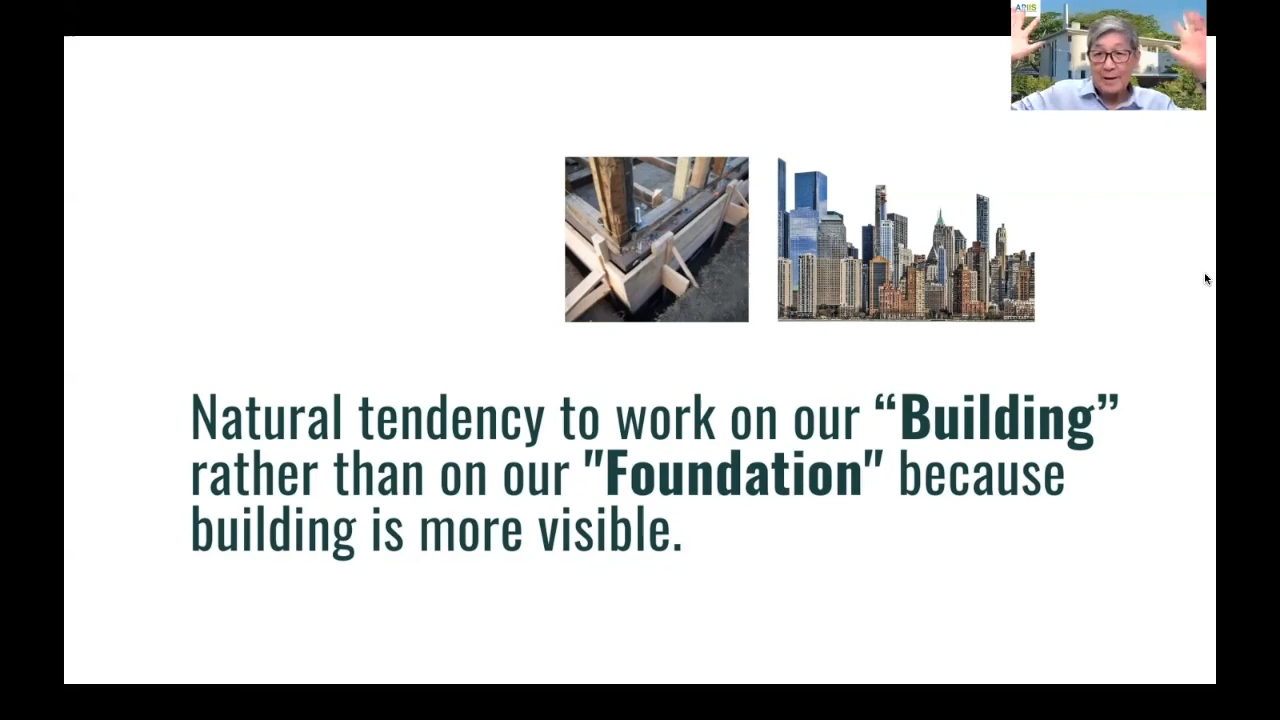 Natural tendency to work on our “Building”
rather than on our "Foundation" because
building is more visible.